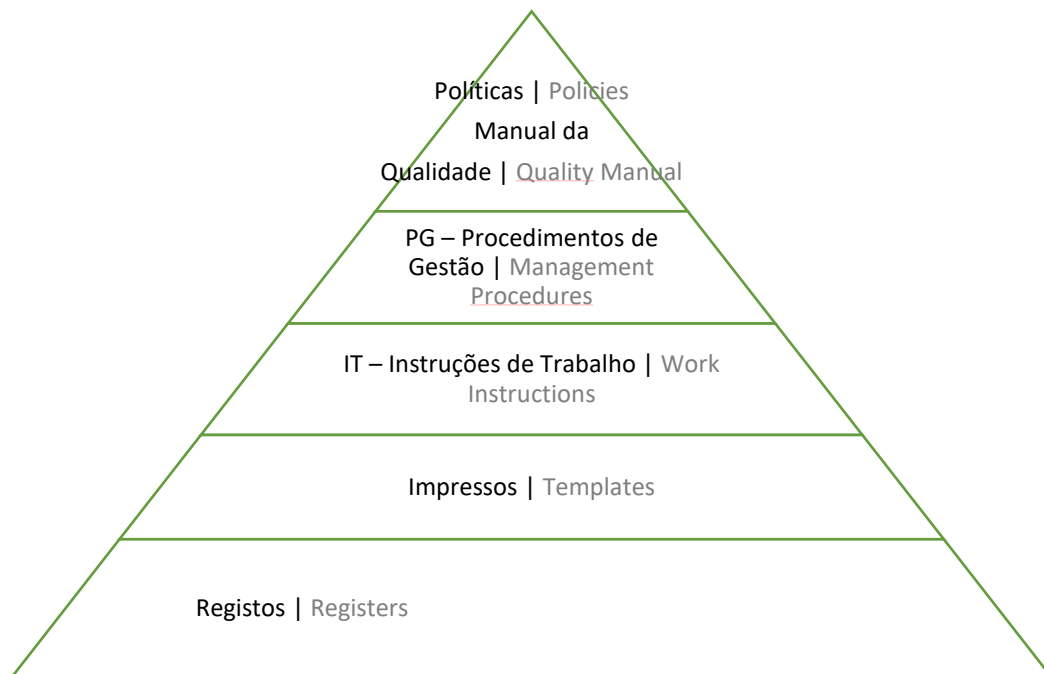 Políticas | Policies
Manual da
Qualidade | Quality Manual
PG – Procedimentos de
Gestão | Management
Procedures
IT – Instruções de Trabalho | Work
Instructions
Impressos | Templates
Registos | Registers